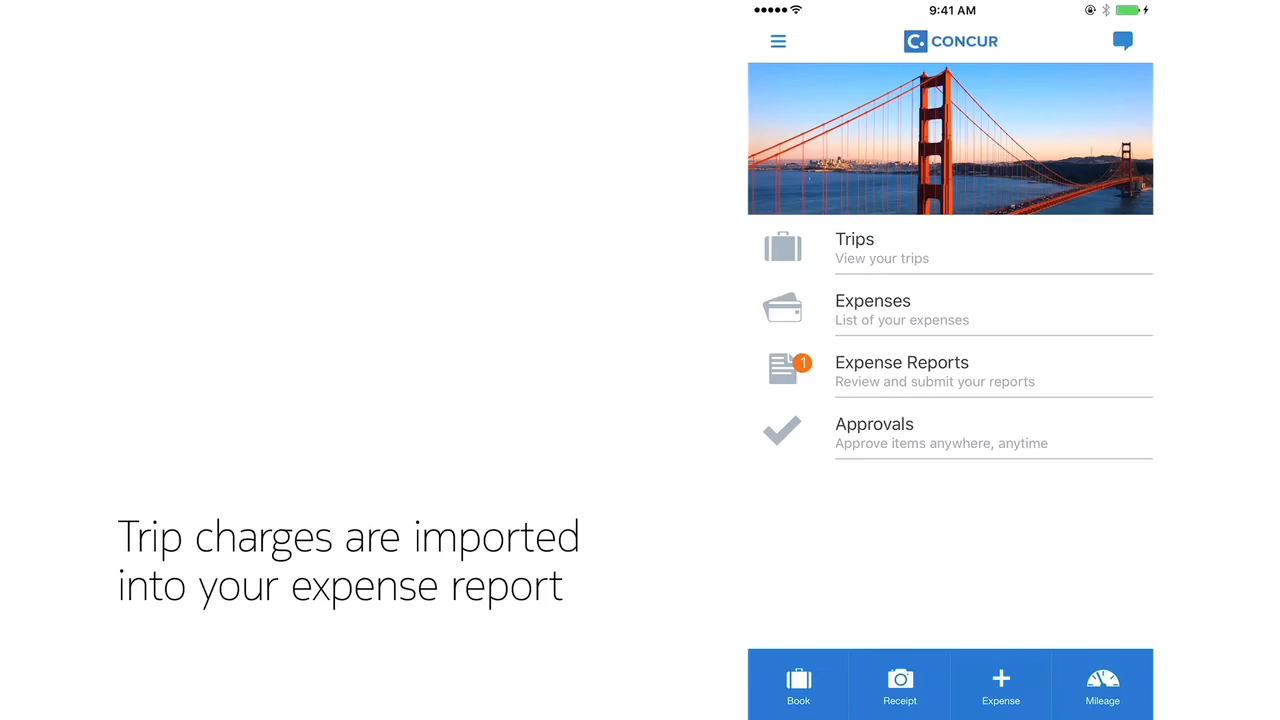 9:41 AM
C. CONCUR
Trips
View your trips
Expenses
List of your expenses
1
Expense Reports
Review and submit your reports
Approvals
Approve items anywhere, anytime
Trip charges are imported
into your expense report
Book
Receipt
Expense
Mileage